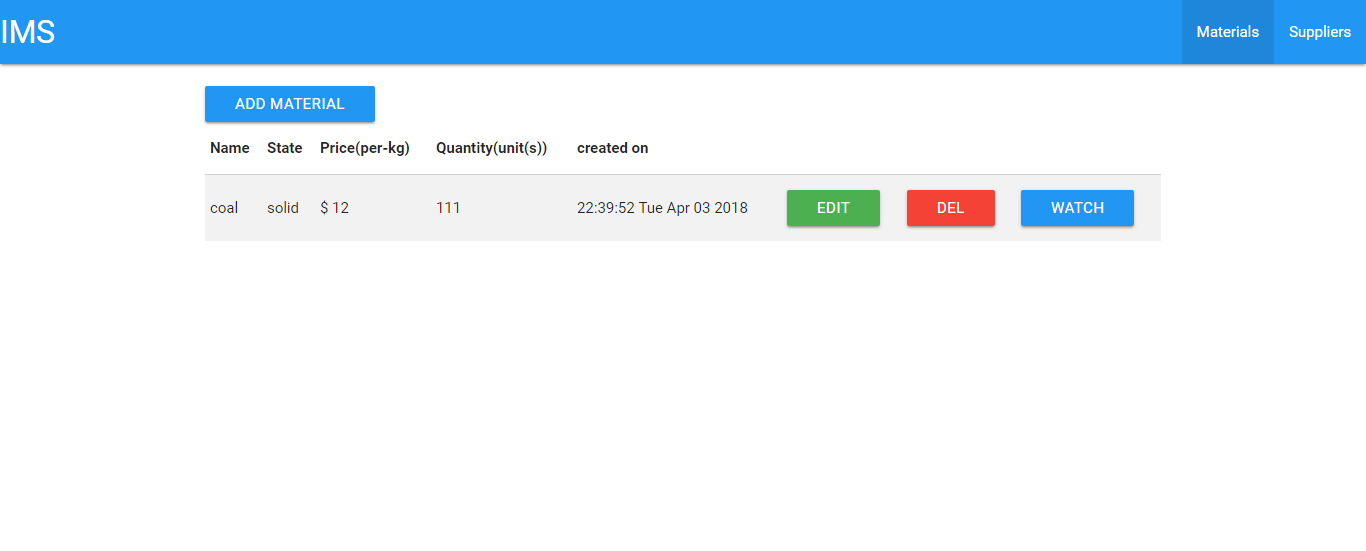 IMS Materials Suppliers
ADD MATERIAL
Name State Price(per-kg) Quantity(unit(s)) created on
coal solid $ 12 111 22:39:52 Tue Apr 03 2018 EDIT DEL WATCH